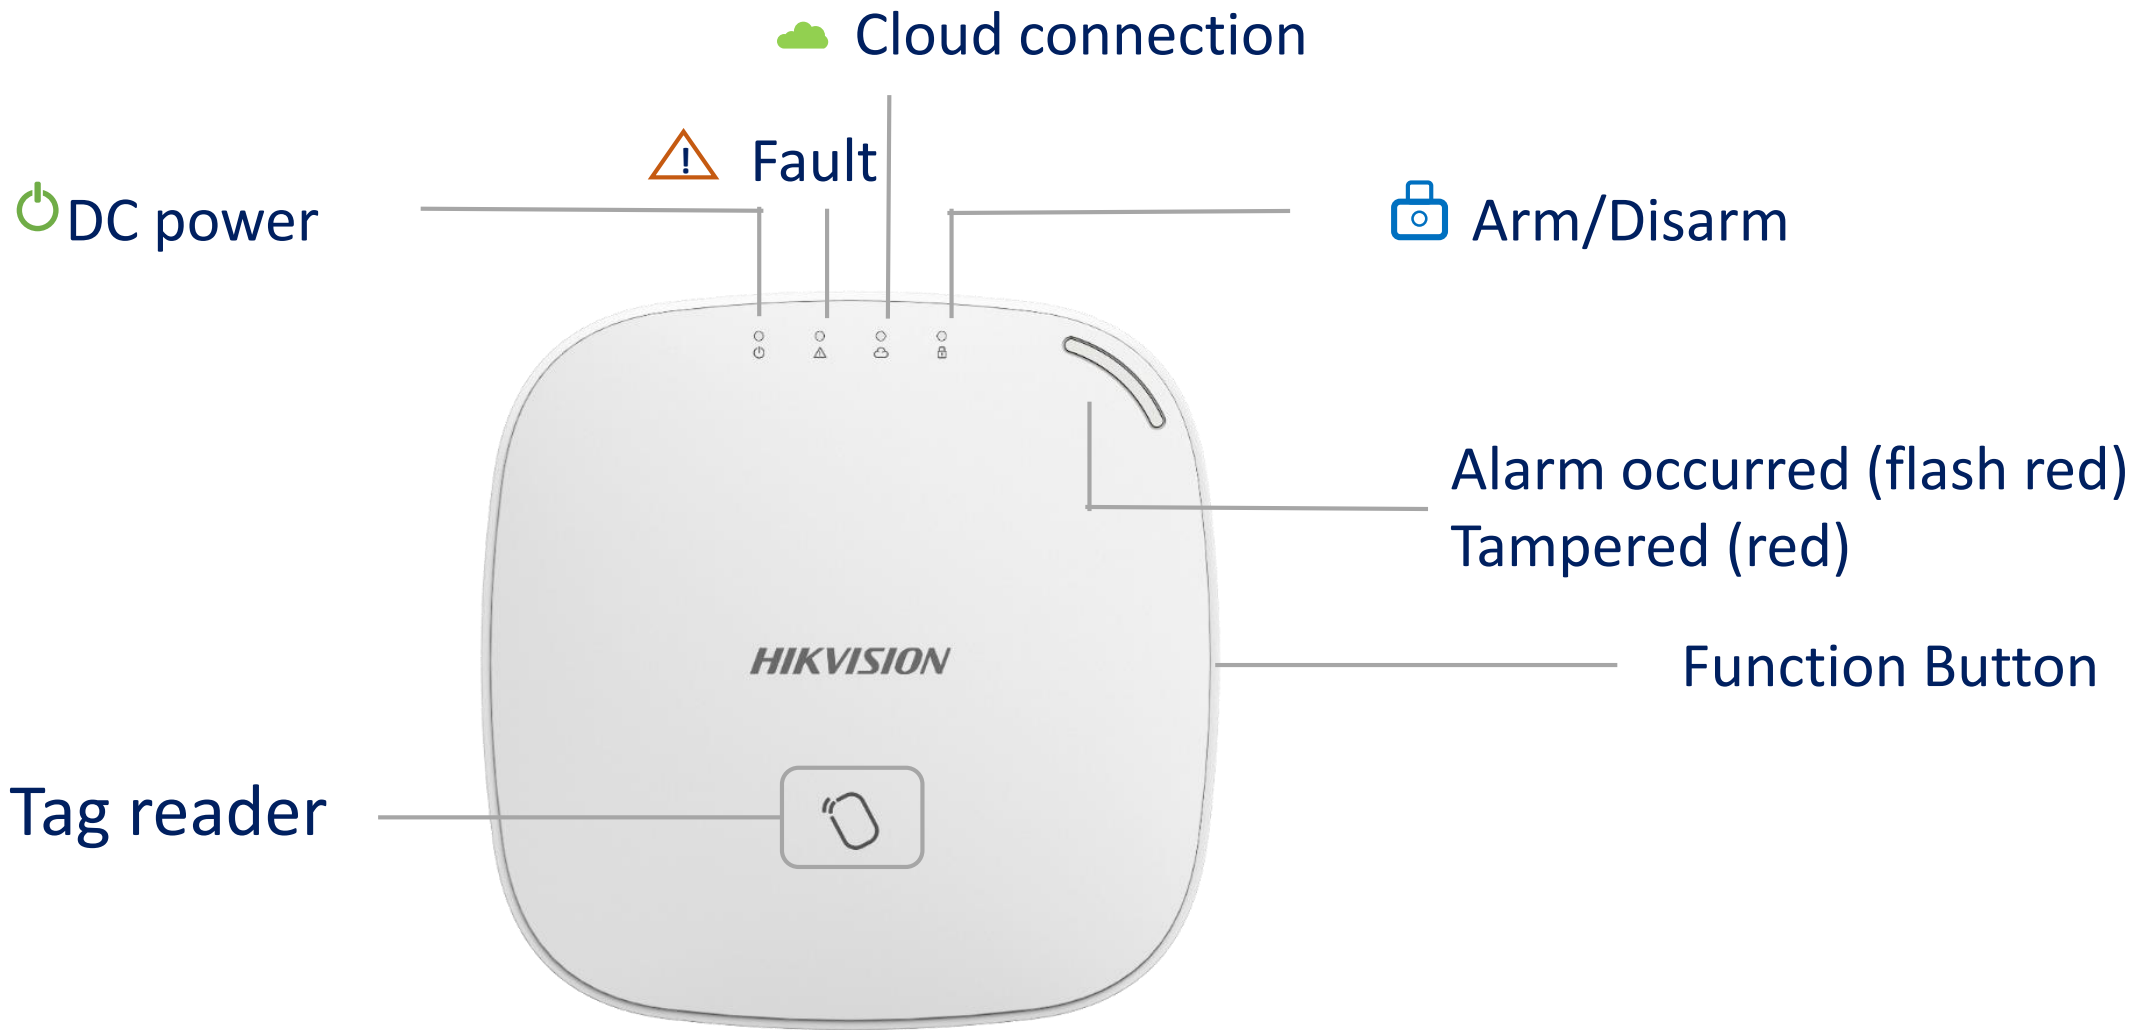 Cloud connection
! Fault
DC power
Arm/Disarm
Alarm occurred (flash red)
Tampered (red)
HIKVISION
Function Button
Tag reader